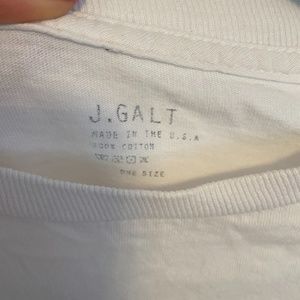 J.GALT
MADE IN THE U.S.A
100% COTTON
ONE SIZE